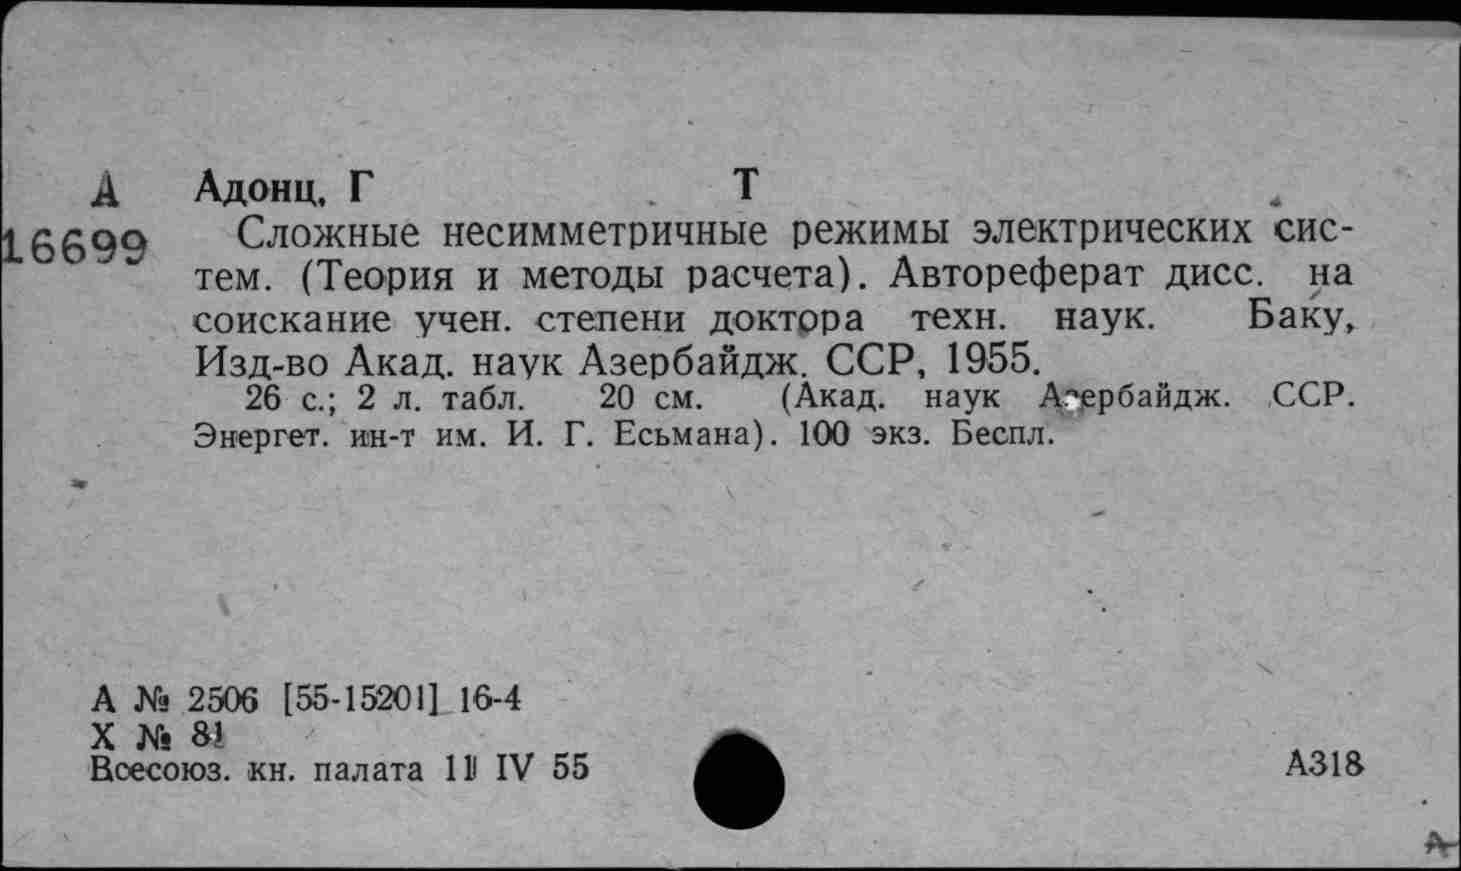 А Адонц, Г Т
16699 Сложные несимметричные режимы электрических сис-
тем. (Теория и методы расчета). Автореферат дисс. на
соискание учен. степени доктора техн. наук. Баку,
Изд-во Акад. наук Азербайдж. ССР, 1955.
26 с.; 2 л. табл. 20 см. (Акад. наук Азербайдж. ССР.
Энергет. ин-т им. И. Г. Есьмана). 100 экз. Беспл.
А № 2506 [55-15201] 16-4
Х № 81
Всесоюз. кн. палата 11 IV 55
А318